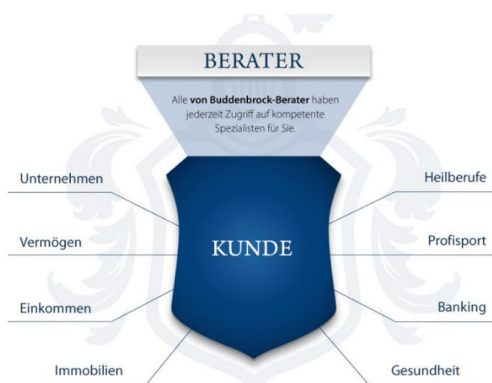 BERATER
Alle von Buddenbrock-Berater haben
jederzeit Zugriff auf kompetente
Spezialisten für Sie.
Unternehmen
Heilberufe
Vermögen
KUNDE
Profisport
Einkommen
Banking
Immobilien
Gesundheit